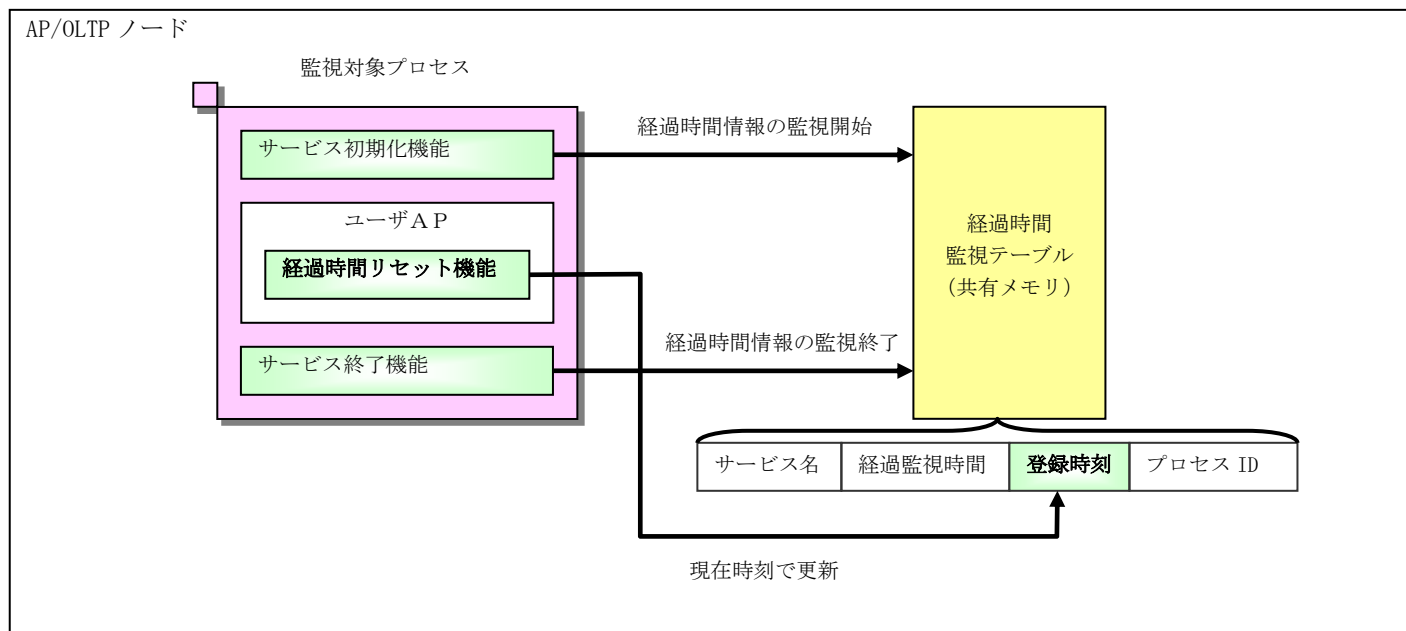 AP/OLTP ノード
監視対象プロセス
サービス初期化機能
経過時間情報の監視開始
ユーザＡＰ
経過時間リセット機能
経過時間
監視テーブル
（共有メモリ）
サービス終了機能
経過時間情報の監視終了
サービス名
経過監視時間
登録時刻
プロセス ID
現在時刻で更新